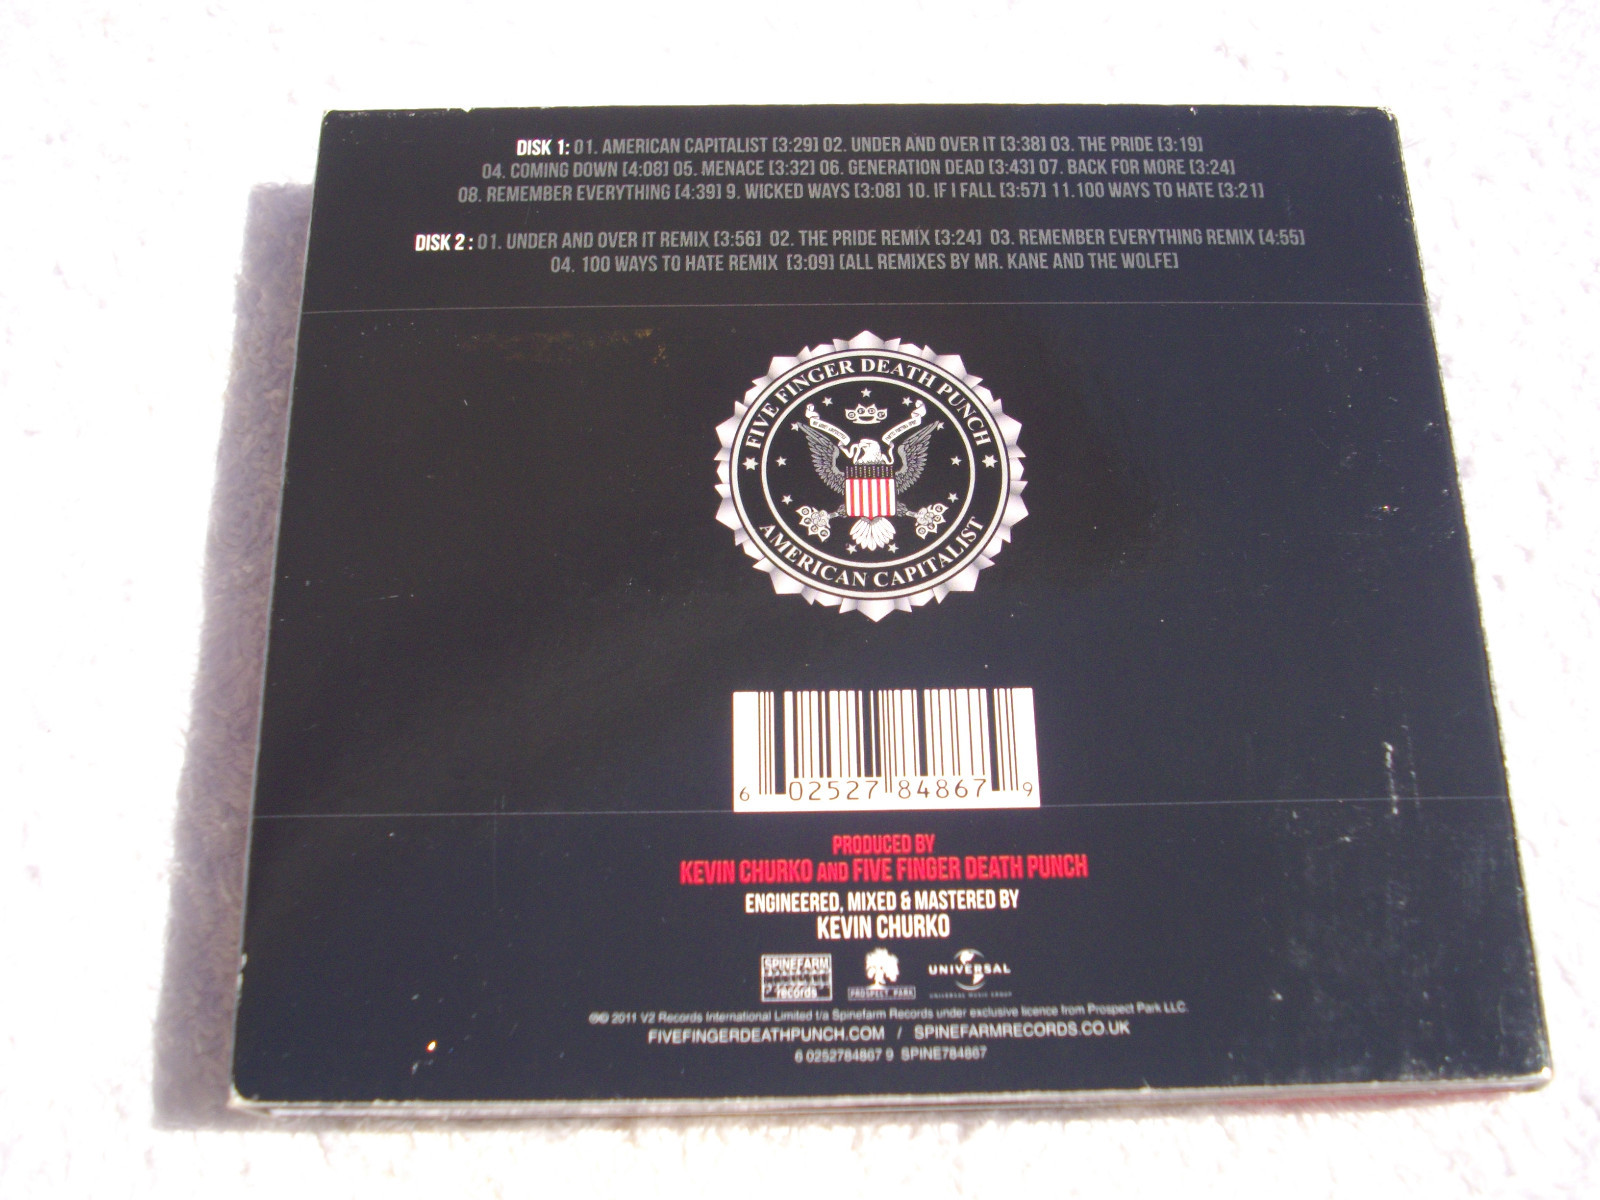 DISK 1: 01. AMERICAN CAPITALIST [3:29] 02. UNDER AND OVER IT [3:38] 03. THE PRIDE [3:19]
04. COMING DOWN [4:08] 05. MENACE [3:32] 06. GENERATION DEAD [3:43] 07. BACK FOR MORE [3:24]
08. REMEMBER EVERYTHING [4:39] 9. WICKED WAYS [3:08] 10. IF I FALL [3:57] 11.100 WAYS TO HATE [3:21]
DISK 2 : 01. UNDER AND OVER IT REMIX [3:56] 02. THE PRIDE REMIX [3:24] 03. REMEMBER EVERYTHING REMIX [4:55]
04. 100 WAYS TO HATE REMIX [3:09] [ALL REMIXES BY MR. KANE AND THE WOLFE]
FIVE FINGER DEATH PUNCH
AMERICAN CAPITALIST
6 02527 84867 9
PRODUCED BY
KEVIN CHURKO AND FIVE FINGER DEATH PUNCH
ENGINEERED, MIXED & MASTERED BY
KEVIN CHURKO
SPINEFARM
records
PROSPECT PARK
UNIVERSAL
UNIVERSAL MUSIC GROUP
℗© 2011 V2 Records International Limited t/a Spinefarm Records under exclusive licence from Prospect Park LLC.
FIVEFINGERDEATHPUNCH.COM / SPINEFARMRECORDS.CO.UK
6 0252784867 9 SPINE784867